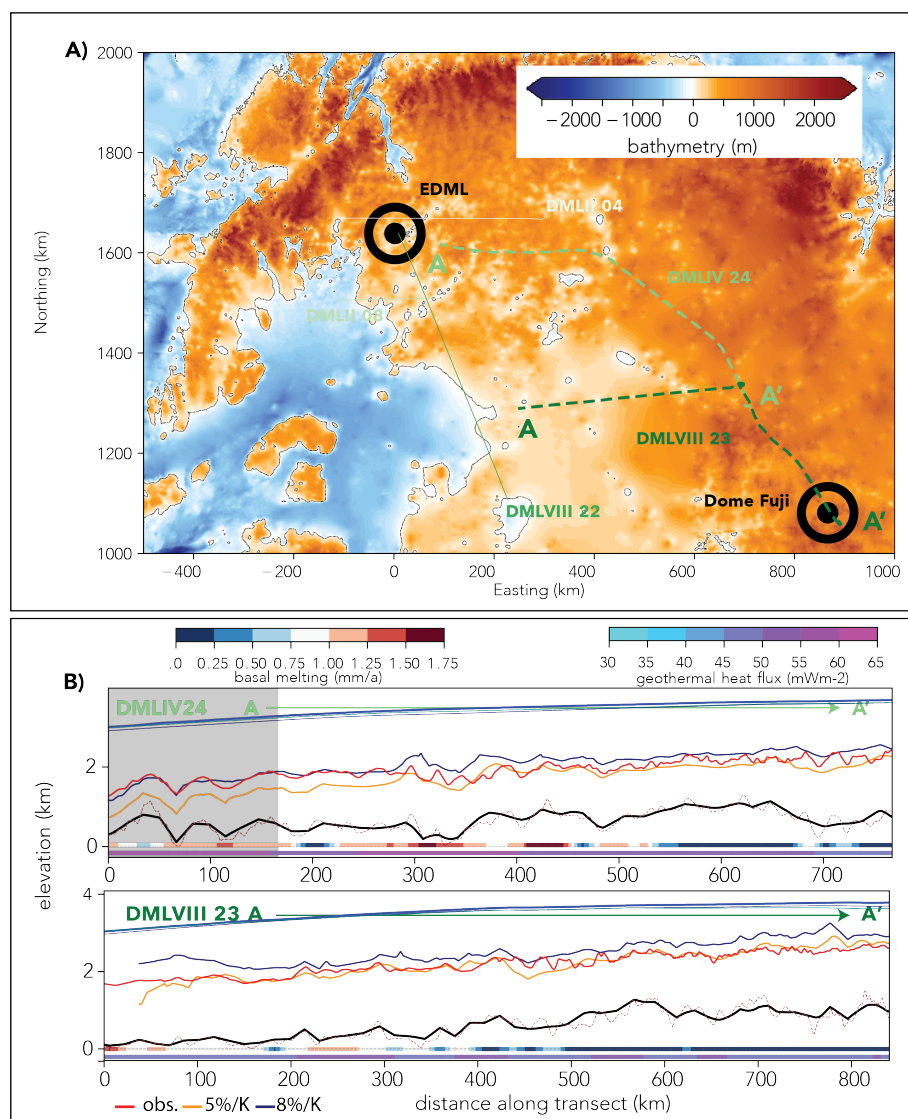 A)
2000
1800
1600
1400
1200
1000
Northing (km)
−2000 −1000 0 1000 2000
bathymetry (m)
EDML
DMLII 04
A
DMLIV 24
DMLII 08
A
A'
DMLVIII 23
DMLVIII 22
Dome Fuji
A'
−400 −200 0 200 400 600 800 1000
Easting (km)
B)
.0 0.25 0.50 0.75 1.00 1.25 1.50 1.75
basal melting (mm/a)
30 35 40 45 50 55 60 65
geothermal heat flux (mWm-2)
DMLIV24 A A'
2
0
0 100 200 300 400 500 600 700
elevation (km)
4
DMLVIII 23 A A'
2
0
0 100 200 300 400 500 600 700 800
obs. 5%/K 8%/K
distance along transect (km)